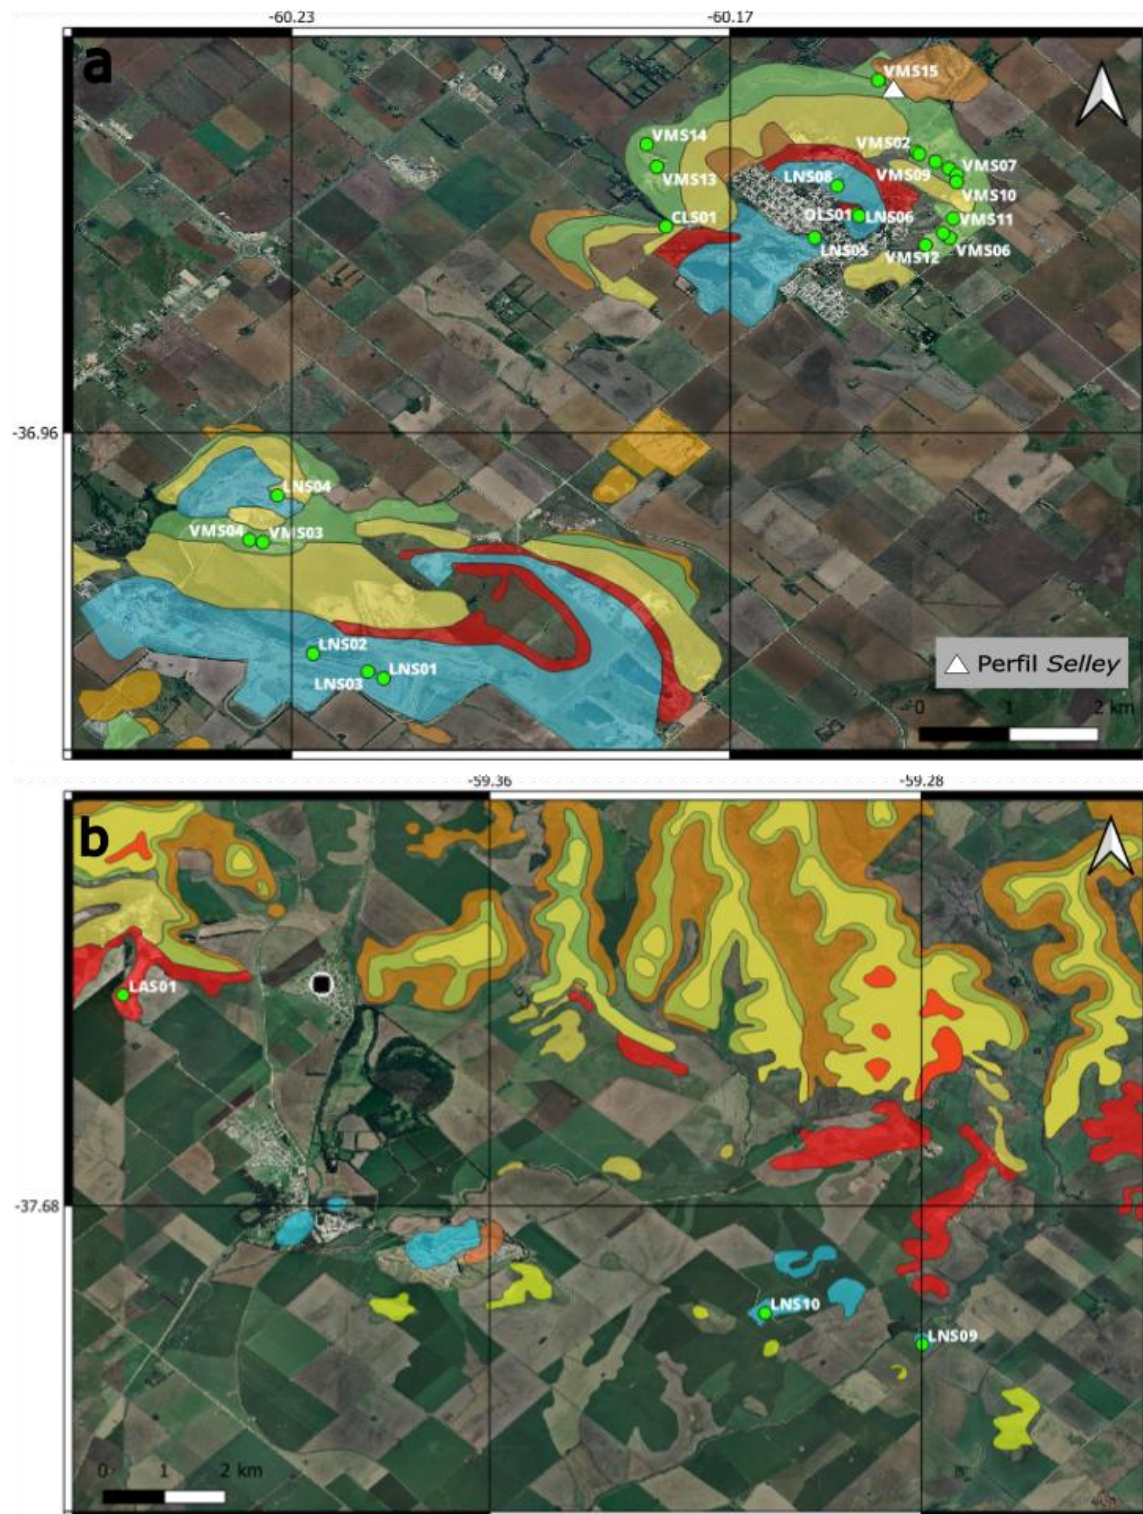 -60.23
-60.17
a
VMS15
VMS14
VMS02
VMS07
VMS13
LNS08
VMS09
VMS10
CLS01
OLS01
LNS06
VMS11
LNS05
VMS12
VMS06
-36.96
LNS04
VMS04
VMS03
LNS02
LNS03
LNS01
Perfil Selley
0 1 2 km
-59.36
-59.28
b
LAS01
-37.68
LNS10
LNS09
0 1 2 km